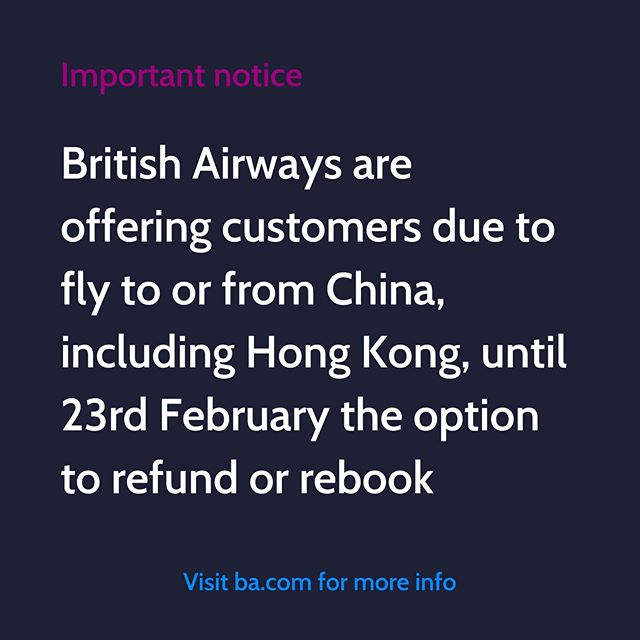 Important notice
British Airways are
offering customers due to
fly to or from China,
including Hong Kong, until
23rd February the option
to refund or rebook
Visit ba.com for more info